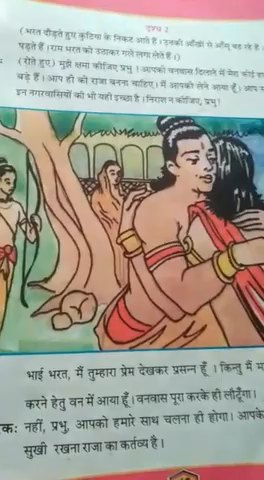 दृश्य 2
( भरत दौड़ते हुए कुटिया के निकट आते हैं। उनकी आँखों से आँसू बह रहे हैं।
पड़ते हैं। राम भरत को उठाकर गले लगा लेते हैं।)
( रोते हुए) मुझे क्षमा कीजिए प्रभु ! आपको वनवास दिलाने में मेरा कोई
बड़े हैं। आप ही को राजा बनना चाहिए। मैं आपको लेने आया हूँ। आप
इन नगरवासियों की भी यही इच्छा है। निराश न कीजिए, प्रभु!
भाई भरत, मैं तुम्हारा प्रेम देखकर प्रसन्न हूँ । किन्तु मैं
करने हेतु वन में आया हूँ। वनवास पूरा करके ही लौटूँगा।
क: नहीं, प्रभु, आपको हमारे साथ चलना ही होगा। आपके
सुखी रखना राजा का कर्तव्य है।